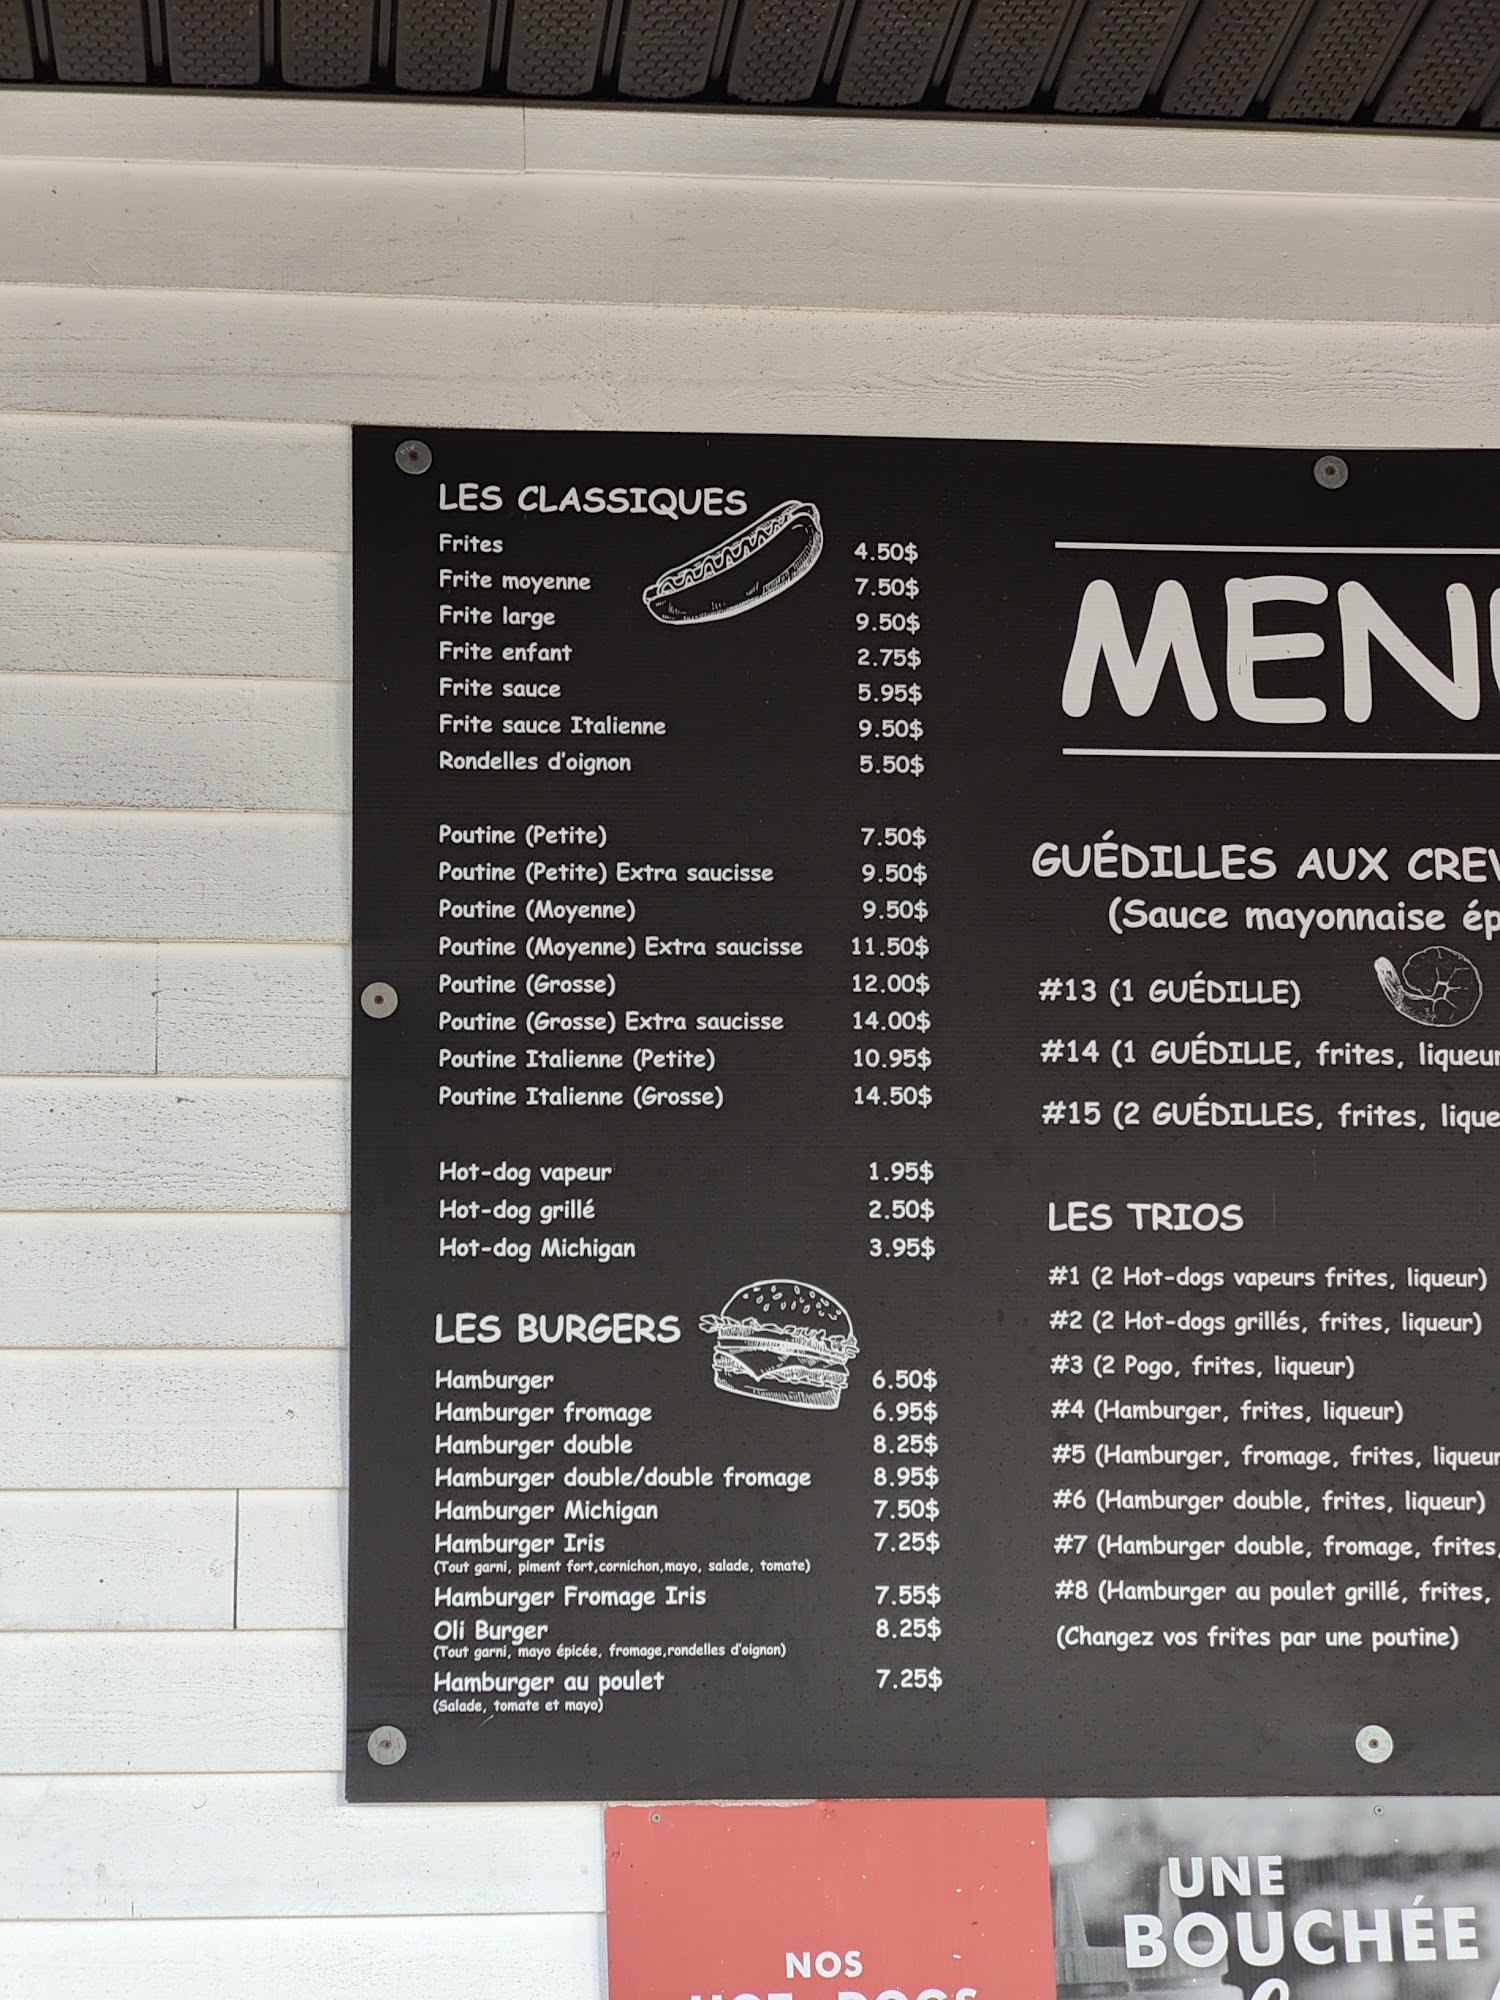 LES CLASSIQUES
Frites 4.50$
Frite moyenne 7.50$
Frite large 9.50$
Frite enfant 2.75$
Frite sauce 5.95$
Frite sauce Italienne 9.50$
Rondelles d'oignon 5.50$
Poutine (Petite) 7.50$
Poutine (Petite) Extra saucisse 9.50$
Poutine (Moyenne) 9.50$
Poutine (Moyenne) Extra saucisse 11.50$
Poutine (Grosse) 12.00$
Poutine (Grosse) Extra saucisse 14.00$
Poutine Italienne (Petite) 10.95$
Poutine Italienne (Grosse) 14.50$
Hot-dog vapeur 1.95$
Hot-dog grillé 2.50$
Hot-dog Michigan 3.95$
LES BURGERS
Hamburger 6.50$
Hamburger fromage 6.95$
Hamburger double 8.25$
Hamburger double/double fromage 8.95$
Hamburger Michigan 7.50$
Hamburger Iris 7.25$
(Tout garni, piment fort,cornichon,mayo, salade, tomate)
Hamburger Fromage Iris 7.55$
Oli Burger 8.25$
(Tout garni, mayo épicée, fromage,rondelles d'oignon)
Hamburger au poulet 7.25$
(Salade, tomate et mayo)
MEN
GUÉDILLES AUX CREV
(Sauce mayonnaise ép
#13 (1 GUÉDILLE)
#14 (1 GUÉDILLE, frites, liqueur
#15 (2 GUÉDILLES, frites, lique
LES TRIOS
#1 (2 Hot-dogs vapeurs frites, liqueur)
#2 (2 Hot-dogs grillés, frites, liqueur)
#3 (2 Pogo, frites, liqueur)
#4 (Hamburger, frites, liqueur)
#5 (Hamburger, fromage, frites, liqueur
#6 (Hamburger double, frites, liqueur)
#7 (Hamburger double, fromage, frites,
#8 (Hamburger au poulet grillé, frites,
(Changez vos frites par une poutine)
NOS
HOT-DOGS
UNE
BOUCHÉE